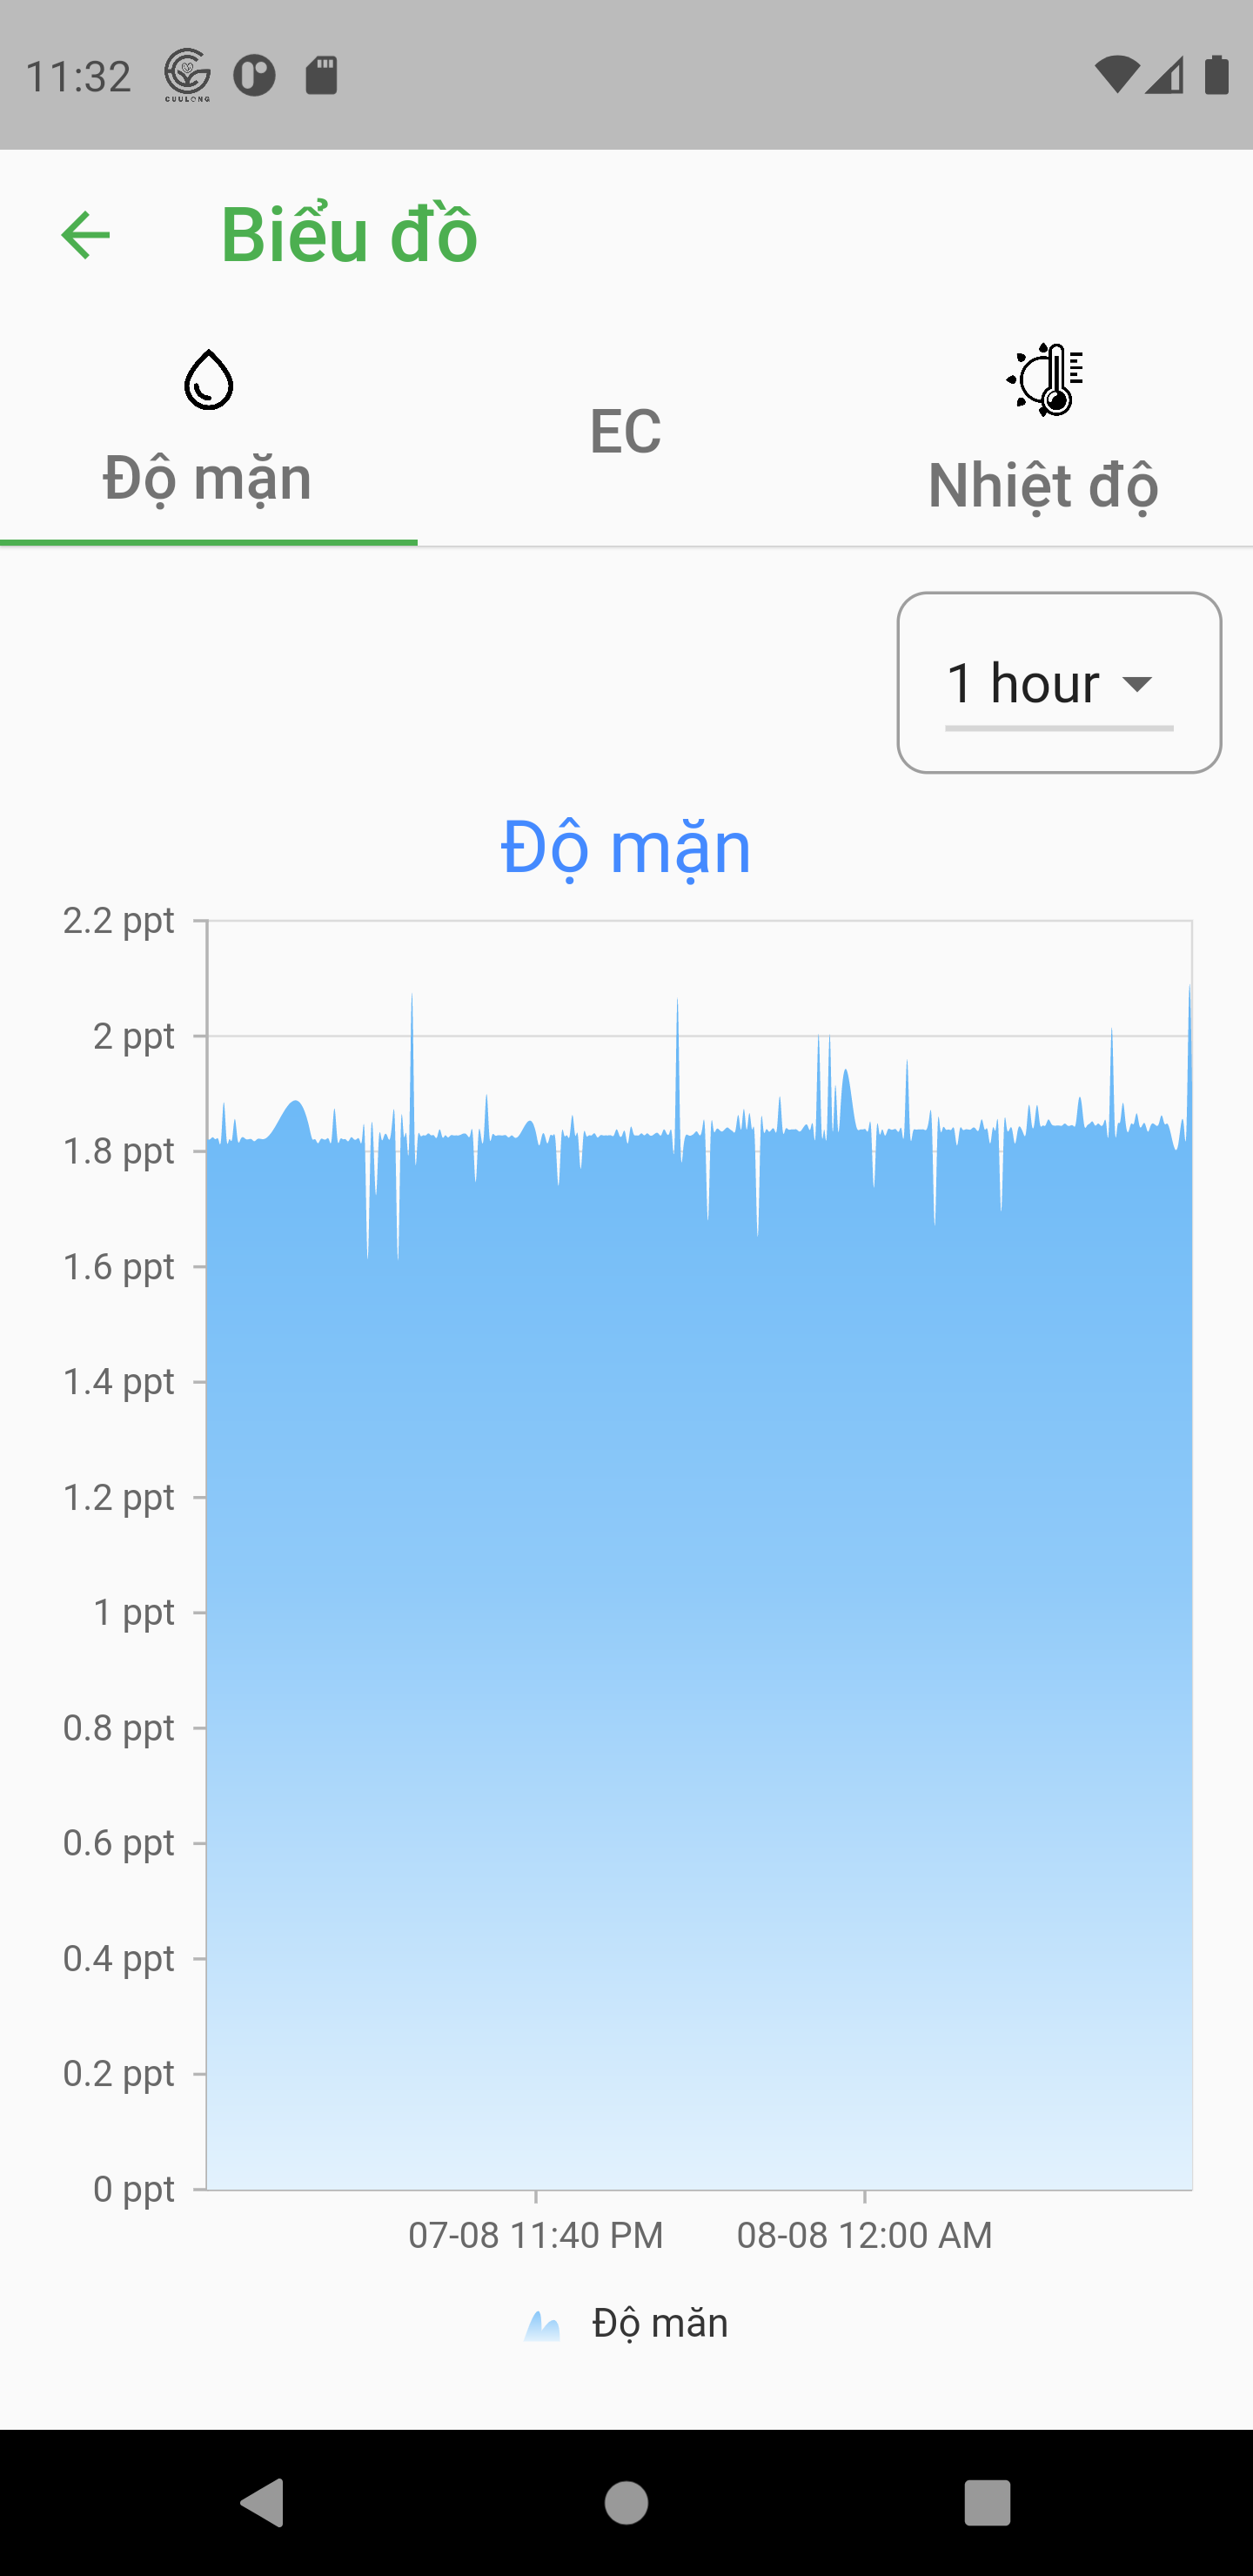 11:32
CUULONG
Biểu đồ
Độ mặn
EC
Nhiệt độ
1 hour
Độ mặn
2.2 ppt
2 ppt
1.8 ppt
1.6 ppt
1.4 ppt
1.2 ppt
1 ppt
0.8 ppt
0.6 ppt
0.4 ppt
0.2 ppt
0 ppt
07-08 11:40 PM
08-08 12:00 AM
Độ măn